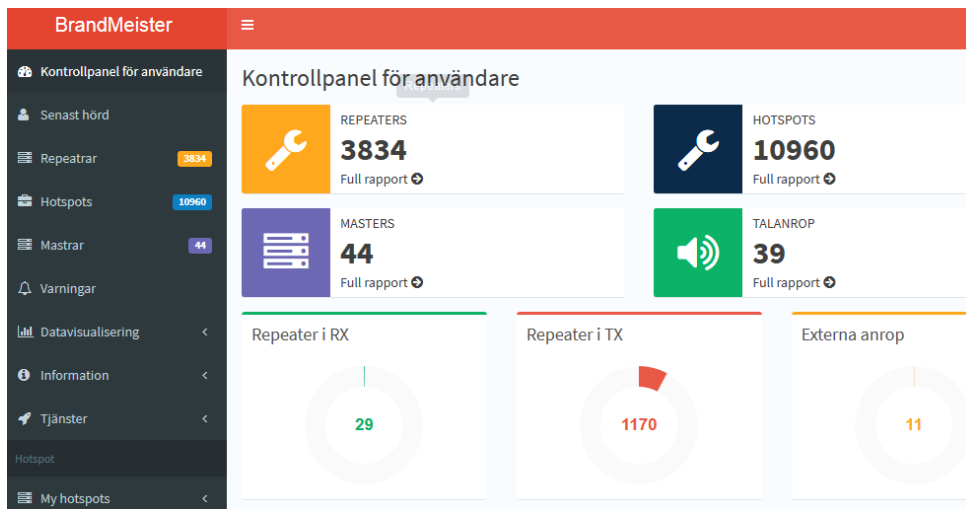 BrandMeister
Kontrollpanel för användare
Senast hörd
Repeatrar 3834
Hotspots 10960
Mastrar 44
Varningar
Datavisualisering
Information
Tjänster
Hotspot
My hotspots
Kontrollpanel för användare
Repeaters
REPEATERS
3834
Full rapport
HOTSPOTS
10960
Full rapport
MASTERS
44
Full rapport
TALANROP
39
Full rapport
Repeater i RX
29
Repeater i TX
1170
Externa anrop
11